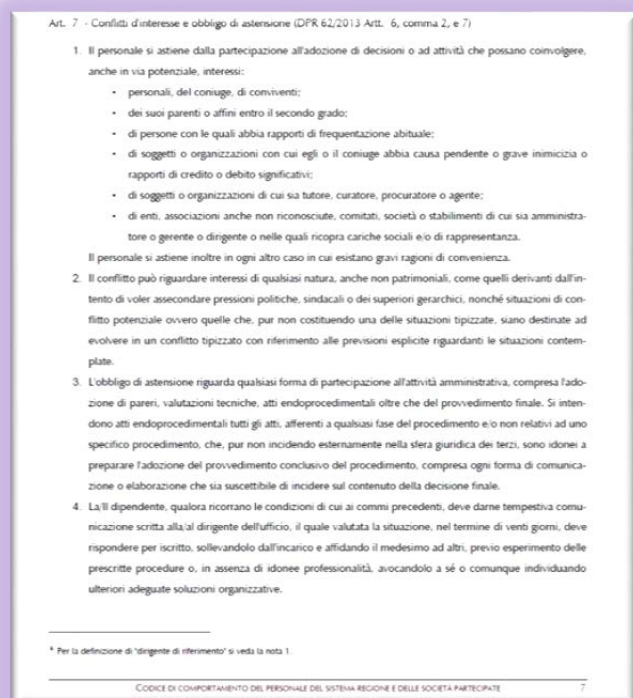 Art. 7 - Conflitti d'interesse e obbligo di astensione (DPR 62/2013 Artt. 6, comma 2, e 7)
1. Il personale si astiene dalla partecipazione all'adozione di decisioni o ad attività che possano coinvolgere,
anche in via potenziale, interessi:
• personali, del coniuge, di conviventi;
• dei suoi parenti o affini entro il secondo grado;
• di persone con le quali abbia rapporti di frequentazione abituale;
• di soggetti o organizzazioni con cui egli o il coniuge abbia causa pendente o grave inimicizia o
rapporti di credito o debito significativi;
• di soggetti o organizzazioni di cui sia tutore, curatore, procuratore o agente;
• di enti, associazioni anche non riconosciute, comitati, società o stabilimenti di cui sia amministra-
tore o gerente o dirigente o nelle quali ricopra cariche sociali e/o di rappresentanza.
Il personale si astiene inoltre in ogni altro caso in cui esistano gravi ragioni di convenienza.
2. Il conflitto può riguardare interessi di qualsiasi natura, anche non patrimoniali, come quelli derivanti dall'in-
tento di voler assecondare pressioni politiche, sindacali o dei superiori gerarchici, nonché situazioni di con-
flitto potenziale ovvero quelle che, pur non costituendo una delle situazioni tipizzate, siano destinate ad
evolvere in un conflitto tipizzato con riferimento alle previsioni esplicite riguardanti le situazioni contem-
plate.
3. L'obbligo di astensione riguarda qualsiasi forma di partecipazione all'attività amministrativa, compresa l'ado-
zione di pareri, valutazioni tecniche, atti endoprocedimentali oltre che del provvedimento finale. Si inten-
dono atti endoprocedimentali tutti gli atti, afferenti a qualsiasi fase del procedimento e/o non relativi ad uno
specifico procedimento, che, pur non incidendo esternamente nella sfera giuridica dei terzi, sono idonei a
preparare l'adozione del provvedimento conclusivo del procedimento, compresa ogni forma di comunica-
zione o elaborazione che sia suscettibile di incidere sul contenuto della decisione finale.
4. La/Il dipendente, qualora ricorrano le condizioni di cui ai commi precedenti, deve darne tempestiva comu-
nicazione scritta alla/al dirigente dell'ufficio, il quale valutata la situazione, nel termine di venti giorni, deve
rispondere per iscritto, sollevandolo dall'incarico e affidando il medesimo ad altri, previo esperimento delle
prescritte procedure o, in assenza di idonee professionalità, avocandolo a sé o comunque individuando
ulteriori adeguate soluzioni organizzative.
⁴ Per la definizione di "dirigente di riferimento" si veda la nota 1.
CODICE DI COMPORTAMENTO DEL PERSONALE DEL SISTEMA REGIONE E DELLE SOCIETÀ PARTECIPATE 7